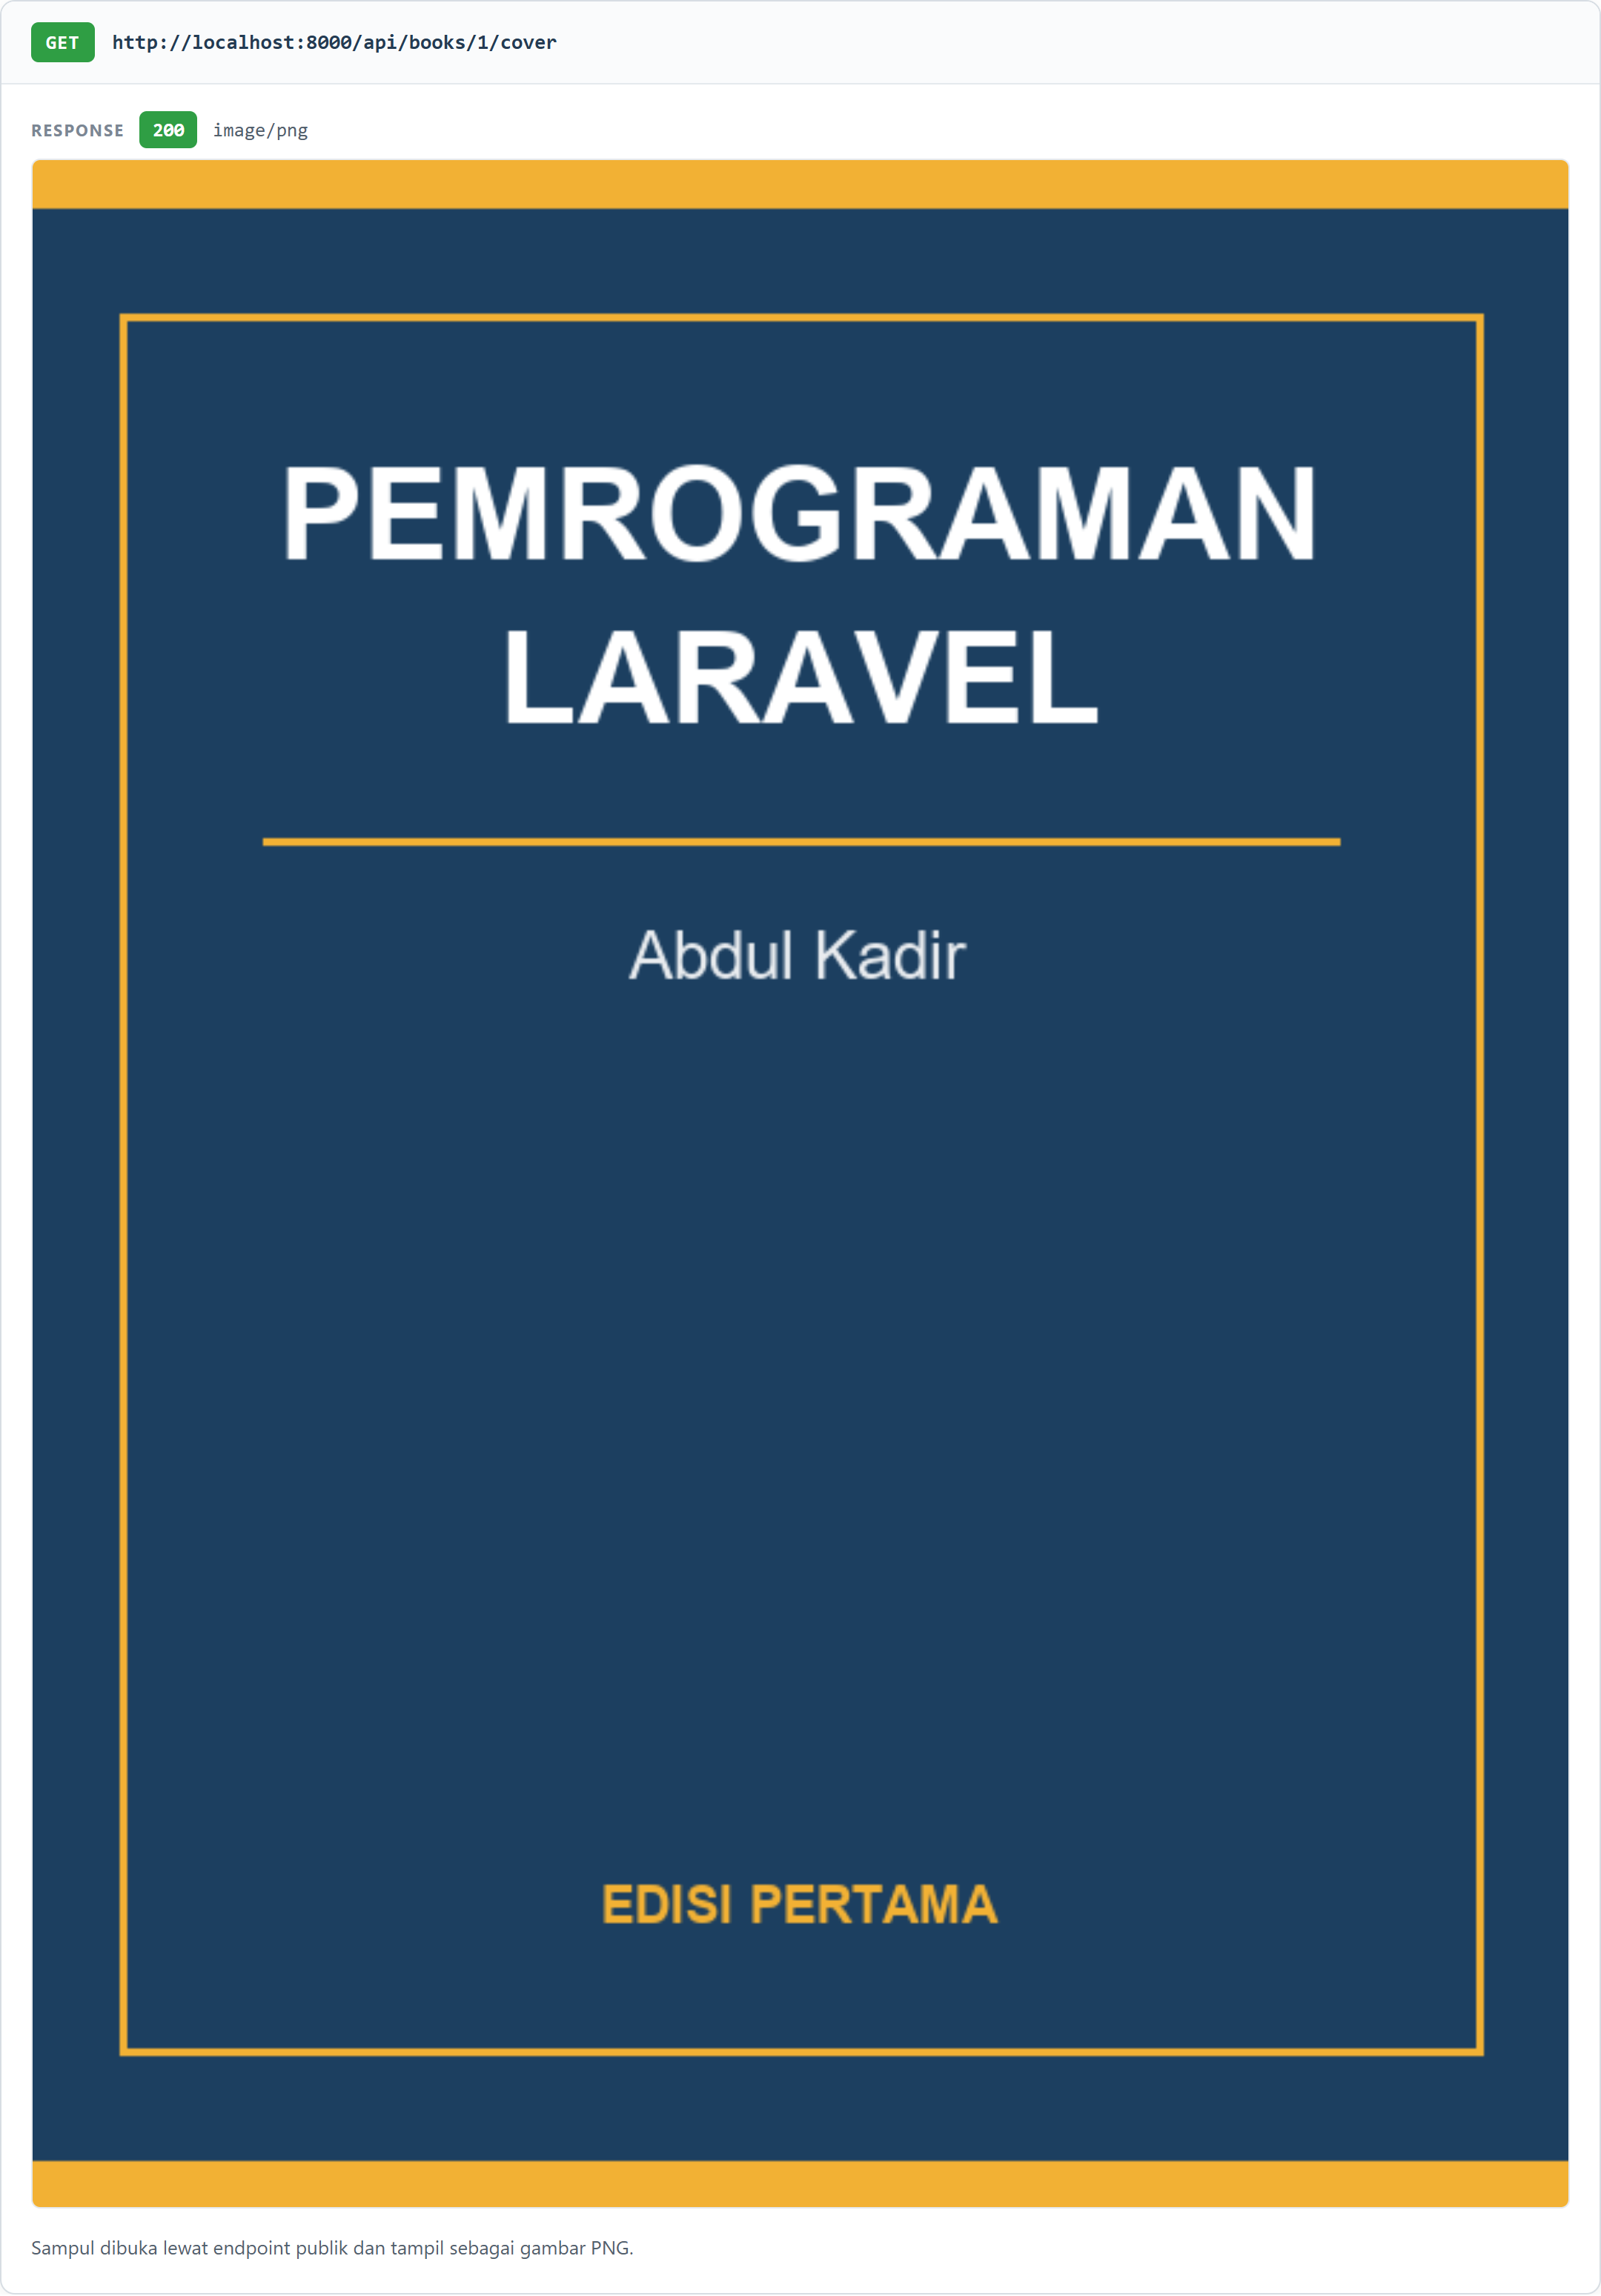 GET http://localhost:8000/api/books/1/cover
RESPONSE 200 image/png
PEMROGRAMAN
LARAVEL
Abdul Kadir
EDISI PERTAMA
Sampul dibuka lewat endpoint publik dan tampil sebagai gambar PNG.